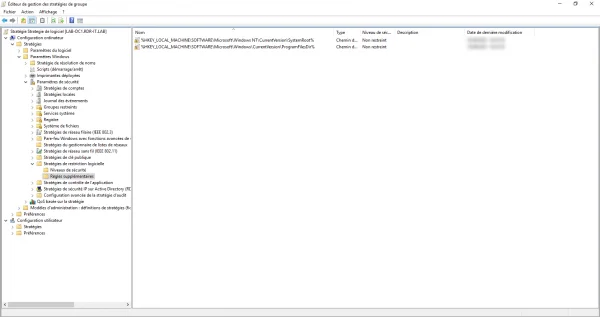 Éditeur de gestion des stratégies de groupe
Fichier Action Affichage ?
Stratégie Strategie de logiciel [LAB-DC1.RDR-IT.LAB]
Configuration ordinateur
Stratégies
Paramètres du logiciel
Paramètres Windows
Stratégie de résolution de noms
Scripts (démarrage/arrêt)
Imprimantes déployées
Paramètres de sécurité
Stratégies de comptes
Stratégies locales
Journal des événements
Groupes restreints
Services système
Registre
Système de fichiers
Stratégies de réseau filaire (IEEE 802.3)
Pare-feu Windows avec fonctions avancées de
Stratégies du gestionnaire de listes de réseaux
Stratégies de réseau sans fil (IEEE 802.11)
Stratégies de clé publique
Stratégies de restriction logicielle
Niveaux de sécurité
Règles supplémentaires
Stratégies de contrôle de l'application
Stratégies de sécurité IP sur Active Directory (RD
Configuration avancée de la stratégie d'audit
QoS basée sur la stratégie
Modèles d'administration : définitions de stratégies (fic
Préférences
Configuration utilisateur
Stratégies
Préférences
Nom Type Niveau de séc... Description Date de dernière modification
%HKEY_LOCAL_MACHINE\SOFTWARE\Microsoft\Windows NT\CurrentVersion\SystemRoot% Chemin d... Non restreint
%HKEY_LOCAL_MACHINE\SOFTWARE\Microsoft\Windows\CurrentVersion\ProgramFilesDir% Chemin d... Non restreint